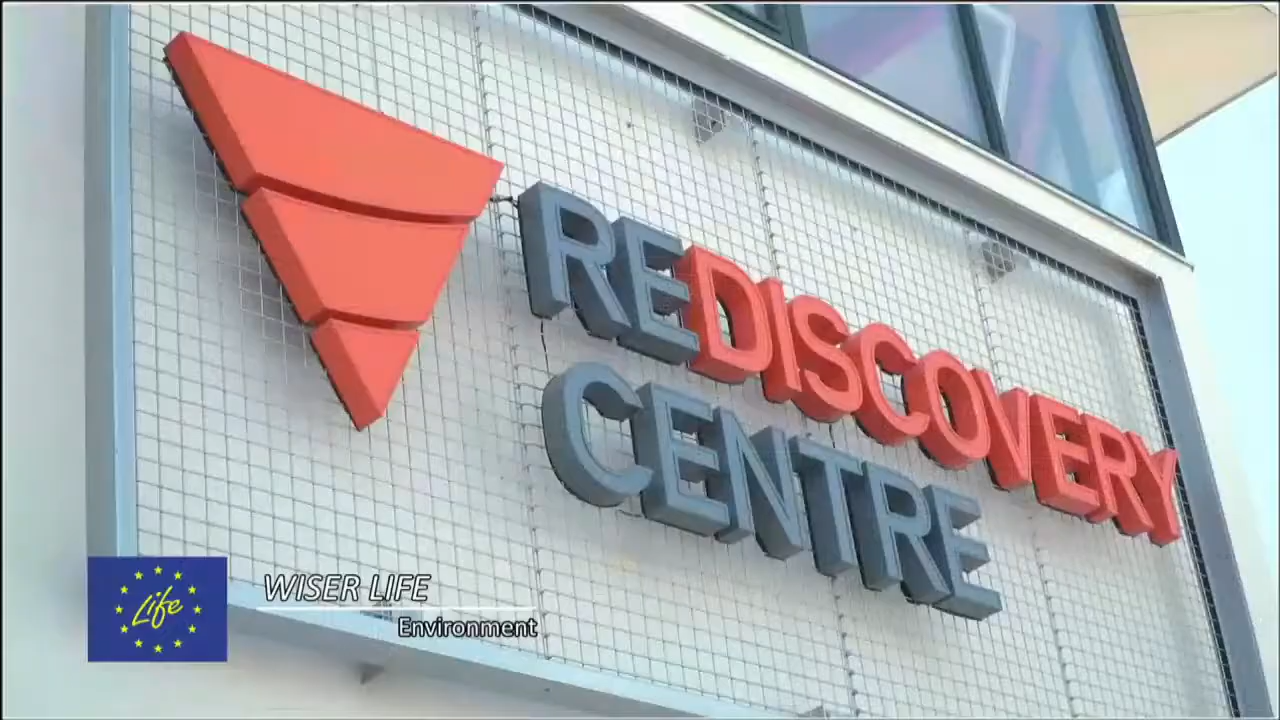 REDISCOVERY
CENTRE
Life
WISER LIFE
Environment